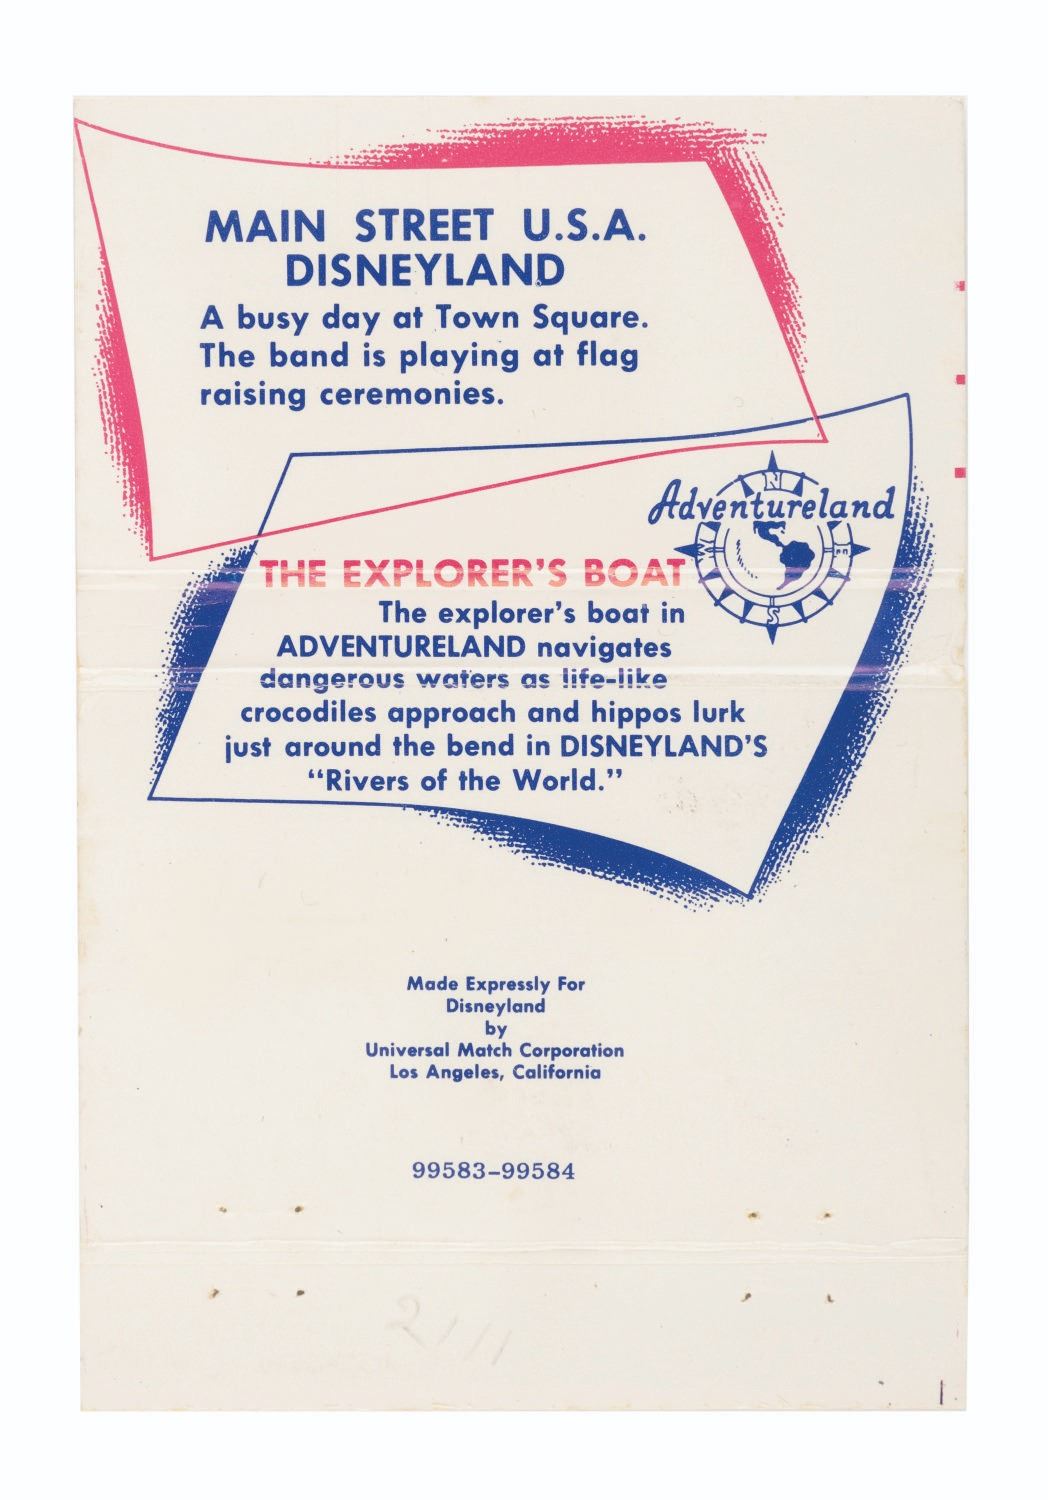 MAIN STREET U.S.A.
DISNEYLAND
A busy day at Town Square.
The band is playing at flag
raising ceremonies.
Adventureland
N
W
E
S
THE EXPLORER'S BOAT
The explorer's boat in
ADVENTURELAND navigates
dangerous waters as life-like
crocodiles approach and hippos lurk
just around the bend in DISNEYLAND'S
"Rivers of the World."
Made Expressly For
Disneyland
by
Universal Match Corporation
Los Angeles, California
99583-99584